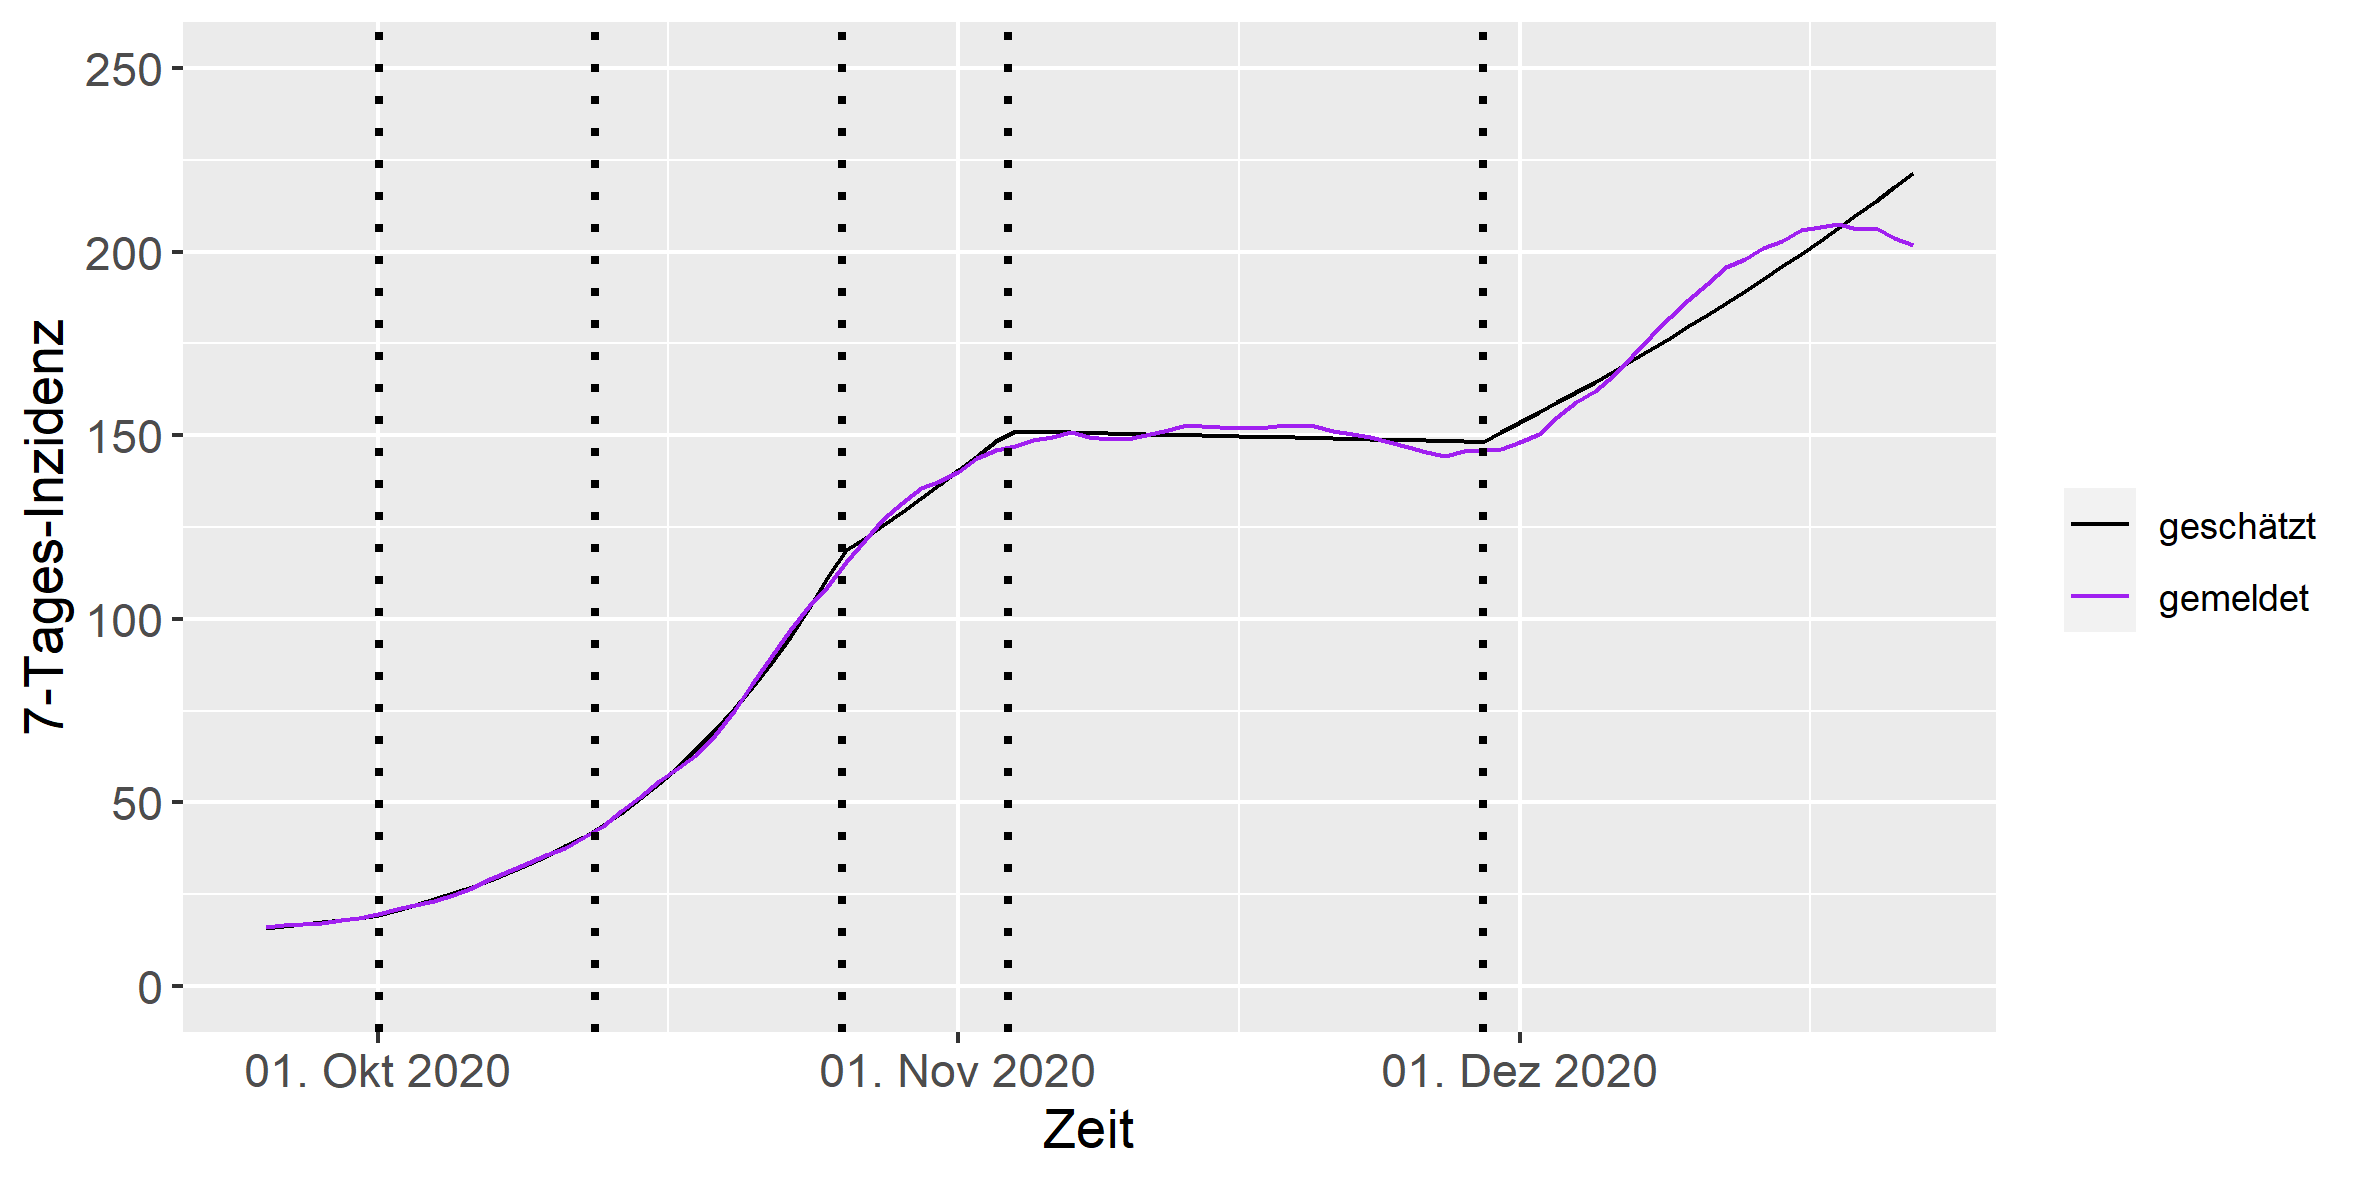 7-Tages-Inzidenz
250
200
150
100
50
0
01. Okt 2020
01. Nov 2020
01. Dez 2020
Zeit
geschätzt
gemeldet